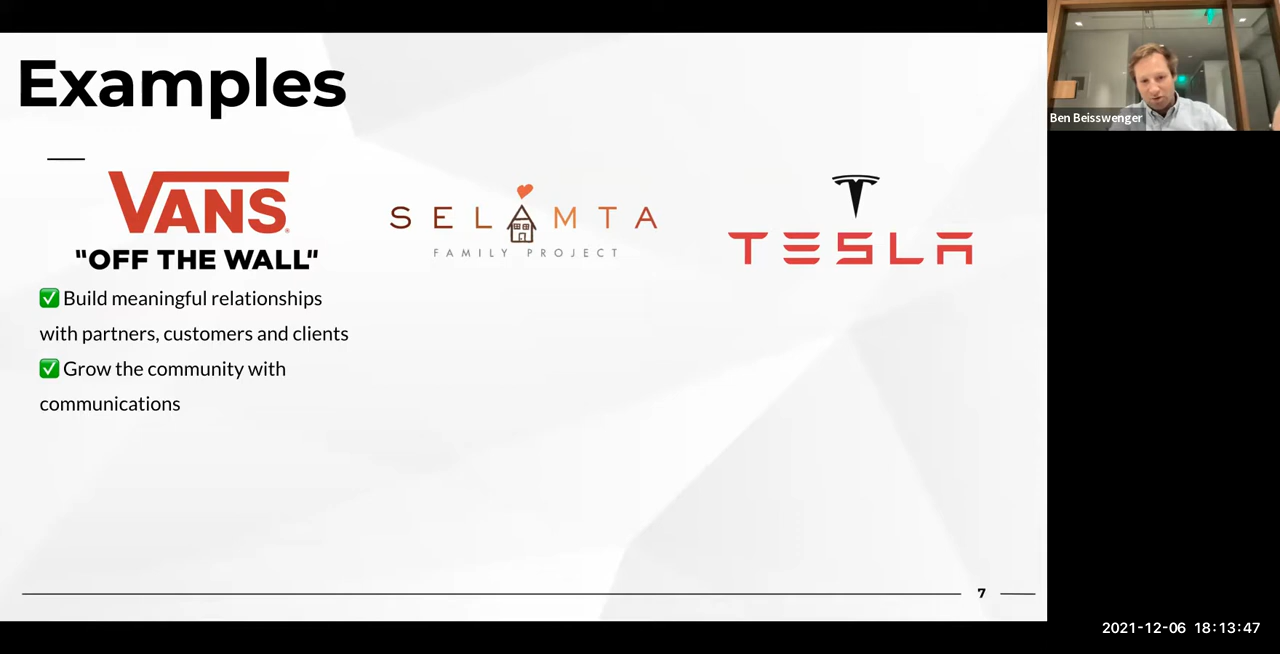 Examples
VANS
"OFF THE WALL"
SELAMTA
FAMILY PROJECT
TESLA
✅ Build meaningful relationships
with partners, customers and clients
✅ Grow the community with
communications
7
Ben Beisswenger
2021-12-06 18:13:47